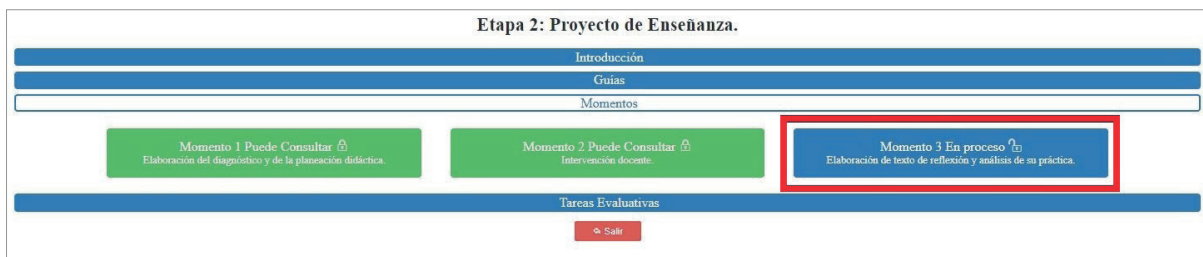 Etapa 2: Proyecto de Enseñanza.
Introducción
Guías
Momentos
Momento 1 Puede Consultar
Elaboración del diagnóstico y de la planeación didáctica.
Momento 2 Puede Consultar
Intervención docente.
Momento 3 En proceso
Elaboración de texto de reflexión y análisis de su práctica.
Tareas Evaluativas
Salir